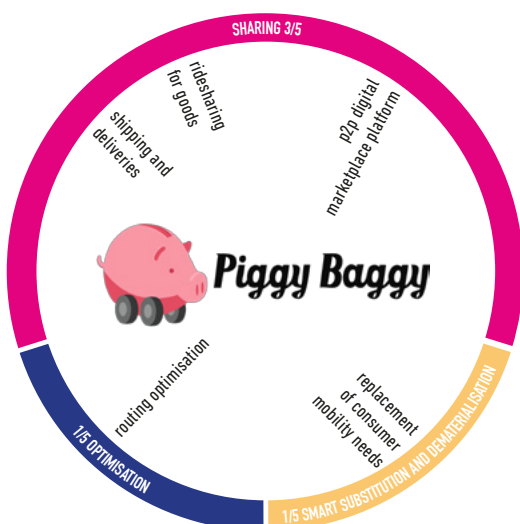 SHARING 3/5
ridesharing
for goods
shipping and
deliveries
p2p digital
marketplace platform
Piggy Baggy
routing optimisation
replacement
of consumer
mobility needs
1/5 OPTIMISATION
1/5 SMART SUBSTITUTION AND DEMATERIALISATION